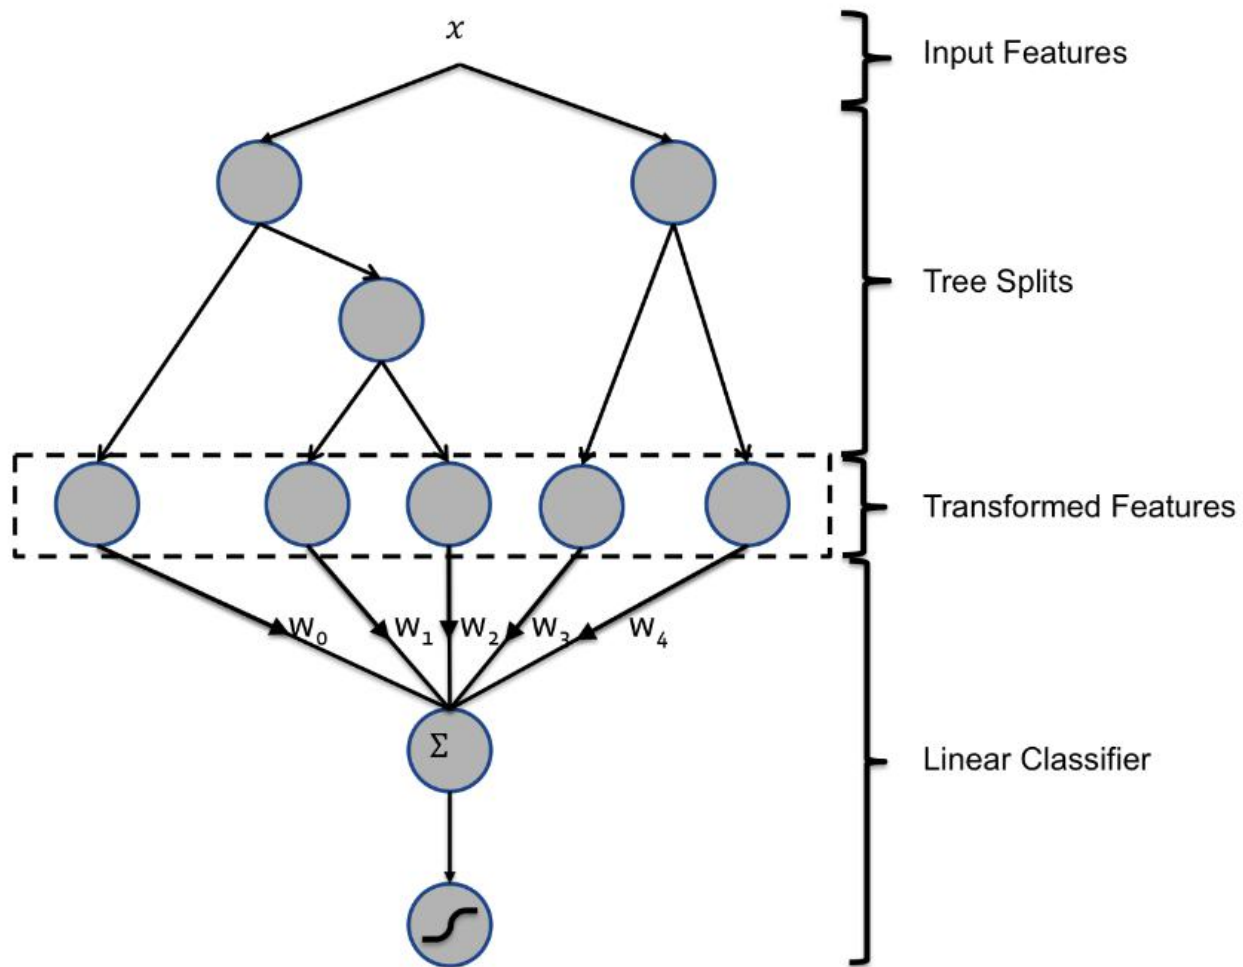 x
Input Features
Tree Splits
Transformed Features
w₀ w₁ w₂ w₃ w₄
Σ
Linear Classifier